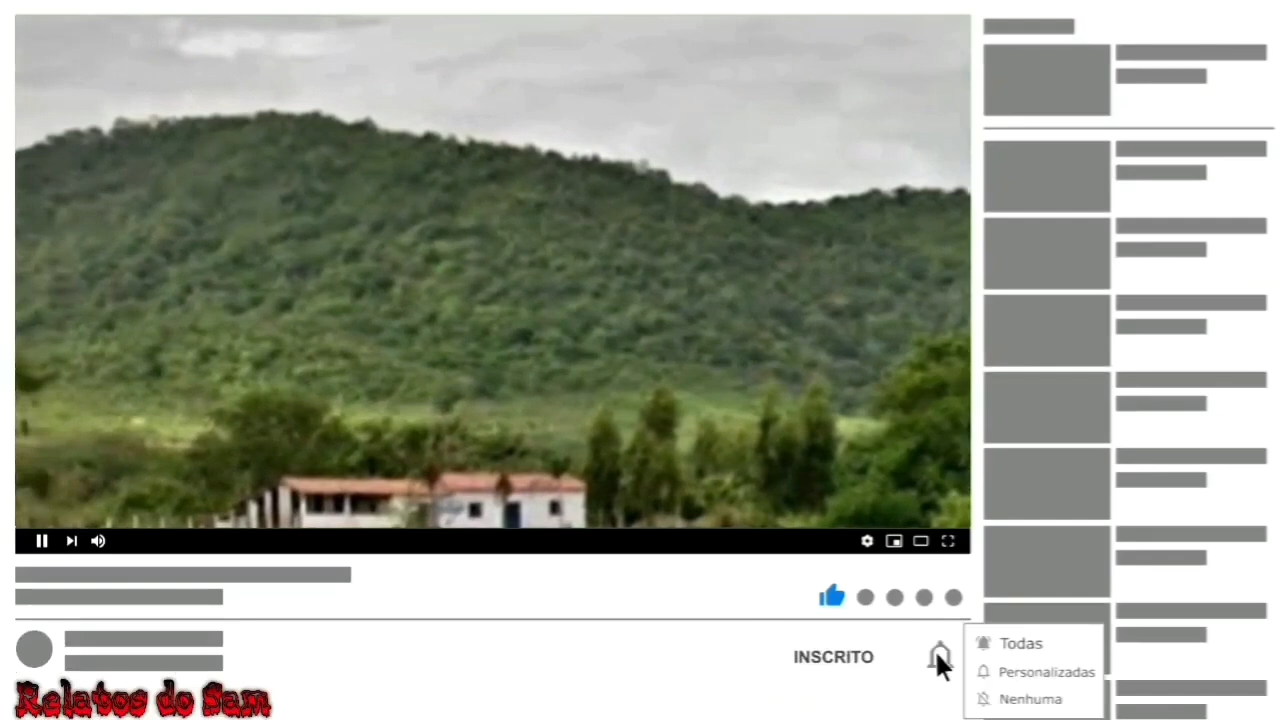 INSCRITO
Todas
Personalizadas
Nenhuma
Relatos do Sam